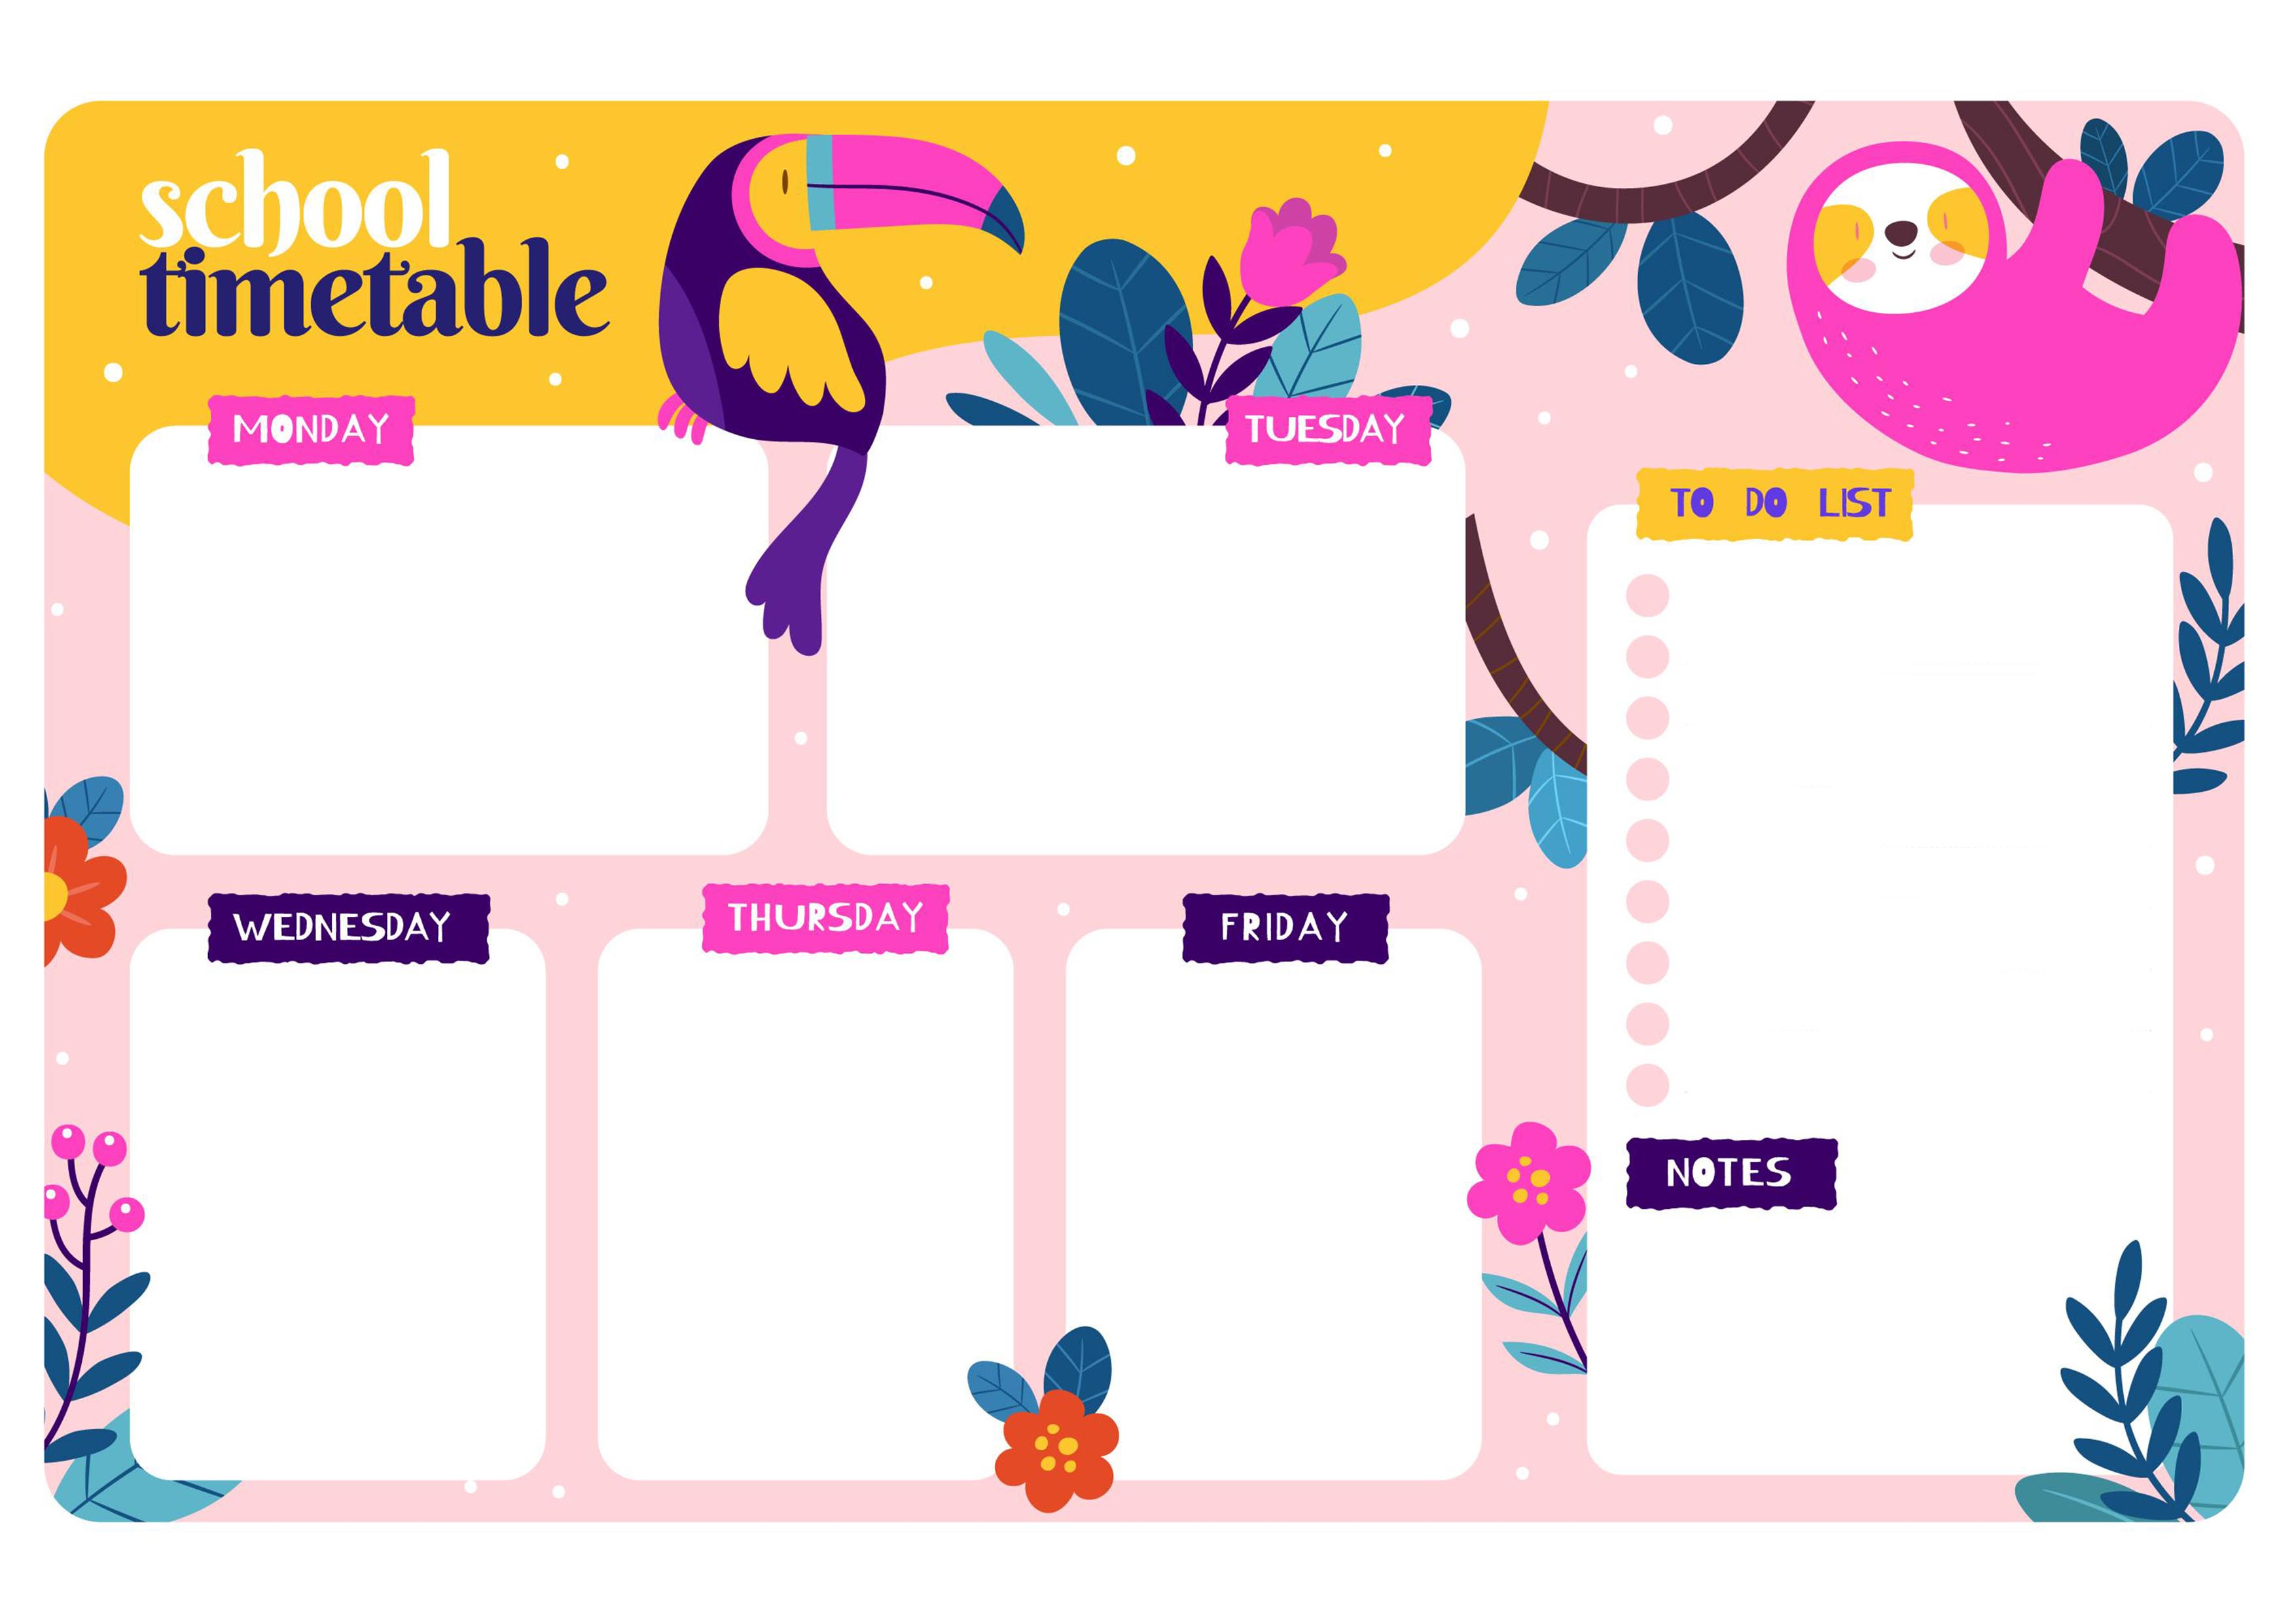 school
timetable
MONDAY
TUESDAY
TO DO LIST
WEDNESDAY
THURSDAY
FRIDAY
NOTES